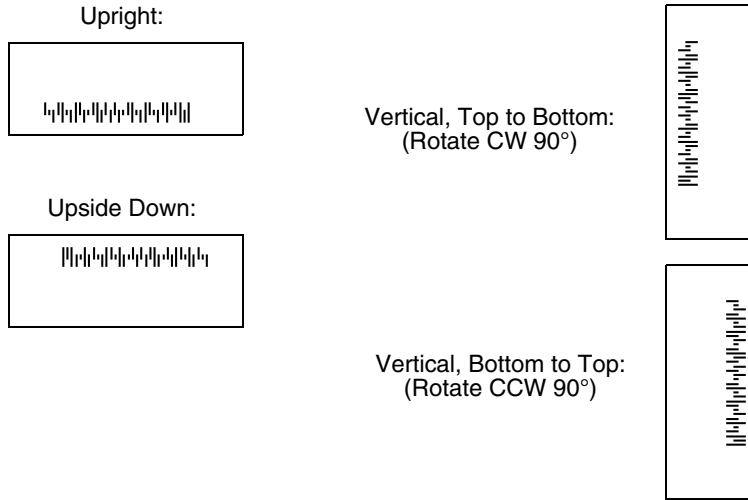 Upright:
Vertical, Top to Bottom:
(Rotate CW 90°)
Upside Down:
Vertical, Bottom to Top:
(Rotate CCW 90°)